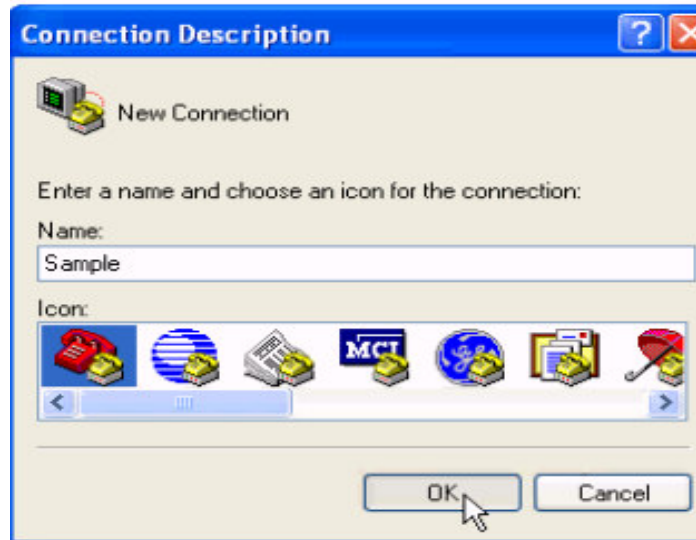 Connection Description
New Connection
Enter a name and choose an icon for the connection:
Name:
Sample
Icon:
MCI
OK
Cancel